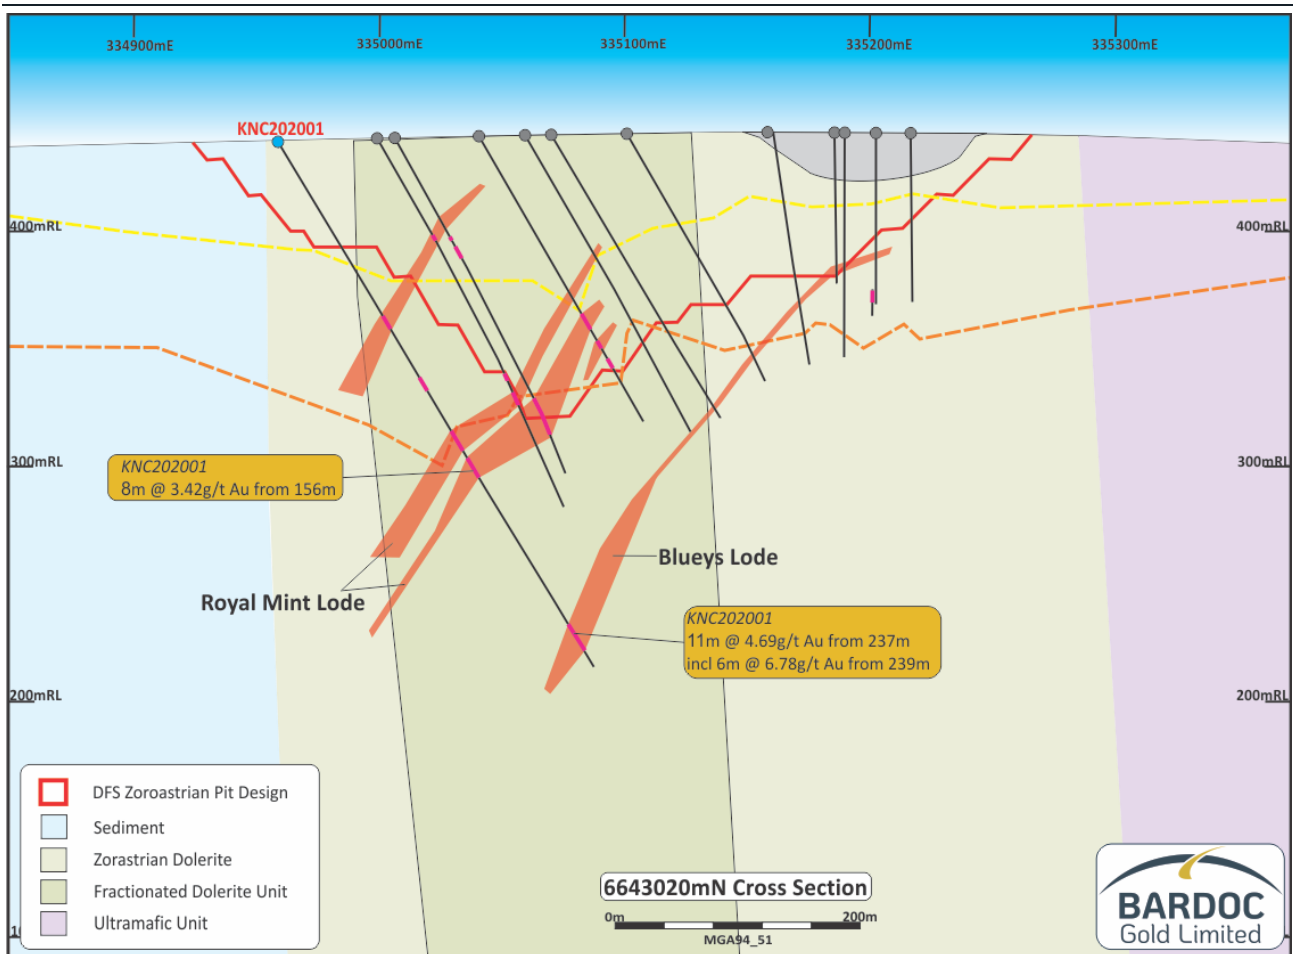 334900mE
335000mE
335100mE
335200mE
335300mE
KNC202001
400mRL
400mRL
300mRL
300mRL
KNC202001
8m @ 3.42g/t Au from 156m
Blueys Lode
Royal Mint Lode
KNC202001
11m @ 4.69g/t Au from 237m
incl 6m @ 6.78g/t Au from 239m
200mRL
200mRL
DFS Zoroastrian Pit Design
Sediment
Zorastrian Dolerite
Fractionated Dolerite Unit
Ultramafic Unit
6643020mN Cross Section
0m
200m
MGA94_51
BARDOC
Gold Limited